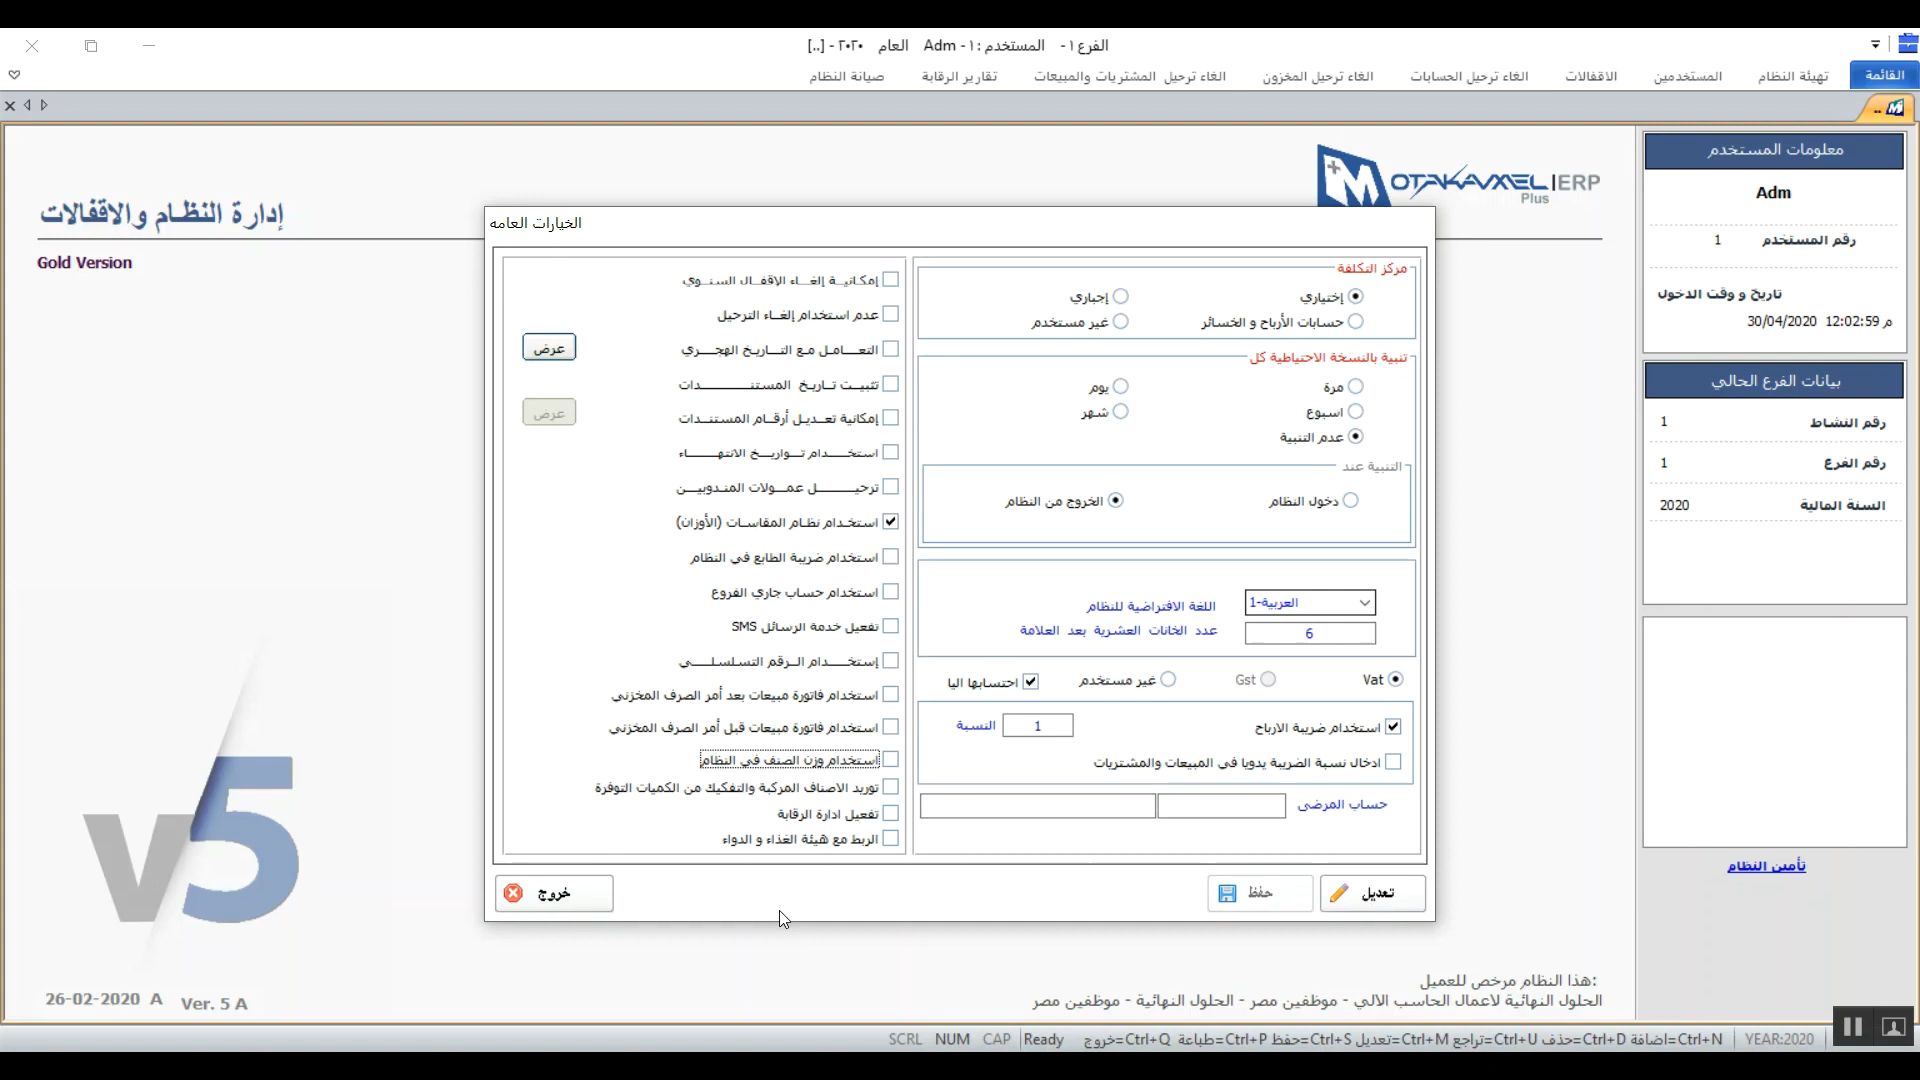 الفرع ١- المستخدم :١- Adm العام ٢٠٢٠ - [..]
القائمة تهيئة النظام المستخدمين الاقفالات الغاء ترحيل الحسابات الغاء ترحيل المخزون الغاء ترحيل المشتريات والمبيعات تقارير الرقابة صيانة النظام
..
معلومات المستخدم
Adm
رقم المستخدم 1
تاريخ و وقت الدخول
30/04/2020 12:02:59 م
بيانات الفرع الحالي
رقم النشاط 1
رقم الفرع 1
السنة المالية 2020
تأمين النظام
MOTAKAMEL ERP
Plus
إدارة النظام والاقفالات
Gold Version
الخيارات العامه
مركز التكلفة
إختياري إجباري
حسابات الأرباح و الخسائر غير مستخدم
تنبية بالنسخة الاحتياطية كل
مرة يوم
اسبوع شهر
عدم التنبية
التنبية عند
دخول النظام الخروج من النظام
اللغة الافتراضية للنظام 1-العربية
عدد الخانات العشرية بعد العلامة 6
Vat Gst غير مستخدم احتسابها اليا
استخدام ضريبة الارباح 1 النسبة
ادخال نسبة الضريبة يدويا في المبيعات والمشتريات
حساب المرضى
إمكانية إلغاء الاقفال السنوي
عدم استخدام إلغاء الترحيل
التعامل مع التاريخ الهجري عرض
تثبيت تاريخ المستندات
إمكانية تعديل أرقام المستندات عرض
استخدام تواريخ الانتهاء
ترحيل عمولات المندوبين
استخدام نظام المقاسات (الأوزان)
استخدام ضريبة الطابع في النظام
استخدام حساب جاري الفروع
تفعيل خدمة الرسائل SMS
إستخدام الرقم التسلسلي
استخدام فاتورة مبيعات بعد أمر الصرف المخزني
استخدام فاتورة مبيعات قبل أمر الصرف المخزني
استخدام وزن الصنف في النظام
توريد الاصناف المركبة والتفكيك من الكميات التوفرة
تفعيل ادارة الرقابة
الربط مع هيئة الغذاء و الدواء
تعديل حفظ خروج
v5
26-02-2020 A Ver. 5 A
هذا النظام مرخص للعميل:
الحلول النهائية لاعمال الحاسب الالي - موظفين مصر - الحلول النهائية - موظفين مصر
SCRL NUM CAP Ready Ctrl+N=اضافة Ctrl+D=حذف Ctrl+U=تراجع Ctrl+M=تعديل Ctrl+S=حفظ Ctrl+P=طباعة Ctrl+Q=خروج YEAR:2020